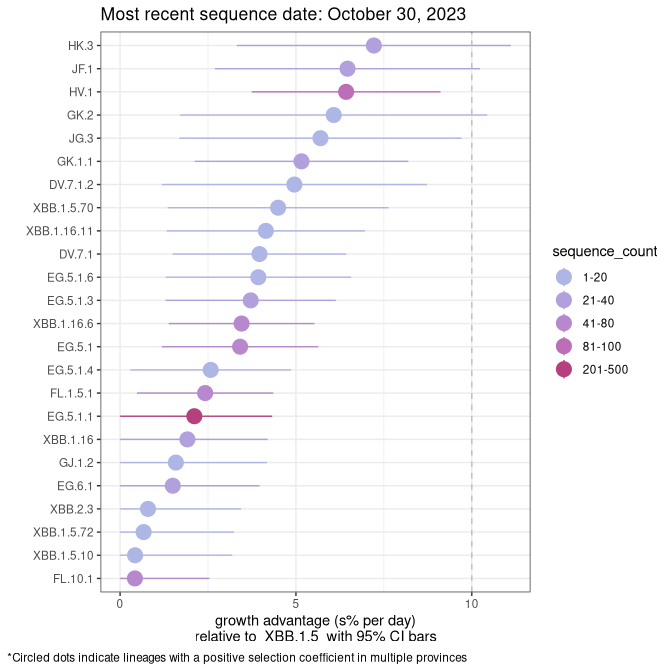 Most recent sequence date: October 30, 2023
HK.3
JF.1
HV.1
GK.2
JG.3
GK.1.1
DV.7.1.2
XBB.1.5.70
XBB.1.16.11
DV.7.1
EG.5.1.6
EG.5.1.3
XBB.1.16.6
EG.5.1
EG.5.1.4
FL.1.5.1
EG.5.1.1
XBB.1.16
GJ.1.2
EG.6.1
XBB.2.3
XBB.1.5.72
XBB.1.5.10
FL.10.1
0 5 10
growth advantage (s% per day)
relative to XBB.1.5 with 95% CI bars
sequence_count
1-20
21-40
41-80
81-100
201-500
*Circled dots indicate lineages with a positive selection coefficient in multiple provinces